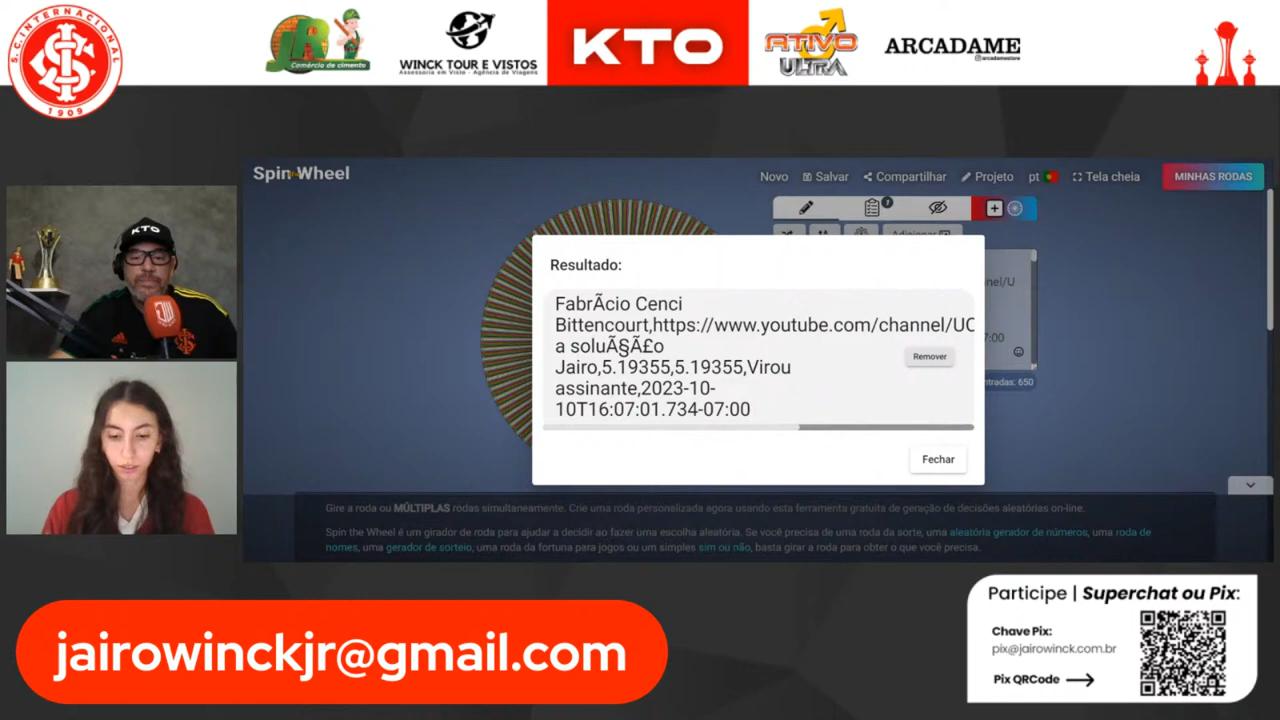 S.C. INTERNACIONAL
1909
JR
Comércio de cimento
WINCK TOUR E VISTOS
Assessoria em Visto - Agência de Viagens
KTO
ATIVO
ULTRA
ARCADAME
@arcadamestore
Spin the Wheel
Novo
Salvar
Compartilhar
Projeto
pt
Tela cheia
MINHAS RODAS
Adicionar
KTO
Resultado:
FabrÃcio Cenci
Bittencourt,https://www.youtube.com/channel/UC
a soluÃ§Ã£o
Jairo,5.19355,5.19355,Virou
assinante,2023-10-
10T16:07:01.734-07:00
Remover
Fechar
nnel/U
7:00
ntradas: 650
Gire a roda ou MÚLTIPLAS rodas simultaneamente. Crie uma roda personalizada agora usando esta ferramenta gratuita de geração de decisões aleatórias on-line.
Spin the Wheel é um girador de roda para ajudar a decidir ao fazer uma escolha aleatória. Se você precisa de uma roda da sorte, uma aleatória gerador de números, uma roda de
nomes, uma gerador de sorteio, uma roda da fortuna para jogos ou um simples sim ou não, basta girar a roda para obter o que você precisa.
jairowinckjr@gmail.com
Participe | Superchat ou Pix:
Chave Pix:
pix@jairowinck.com.br
Pix QRCode